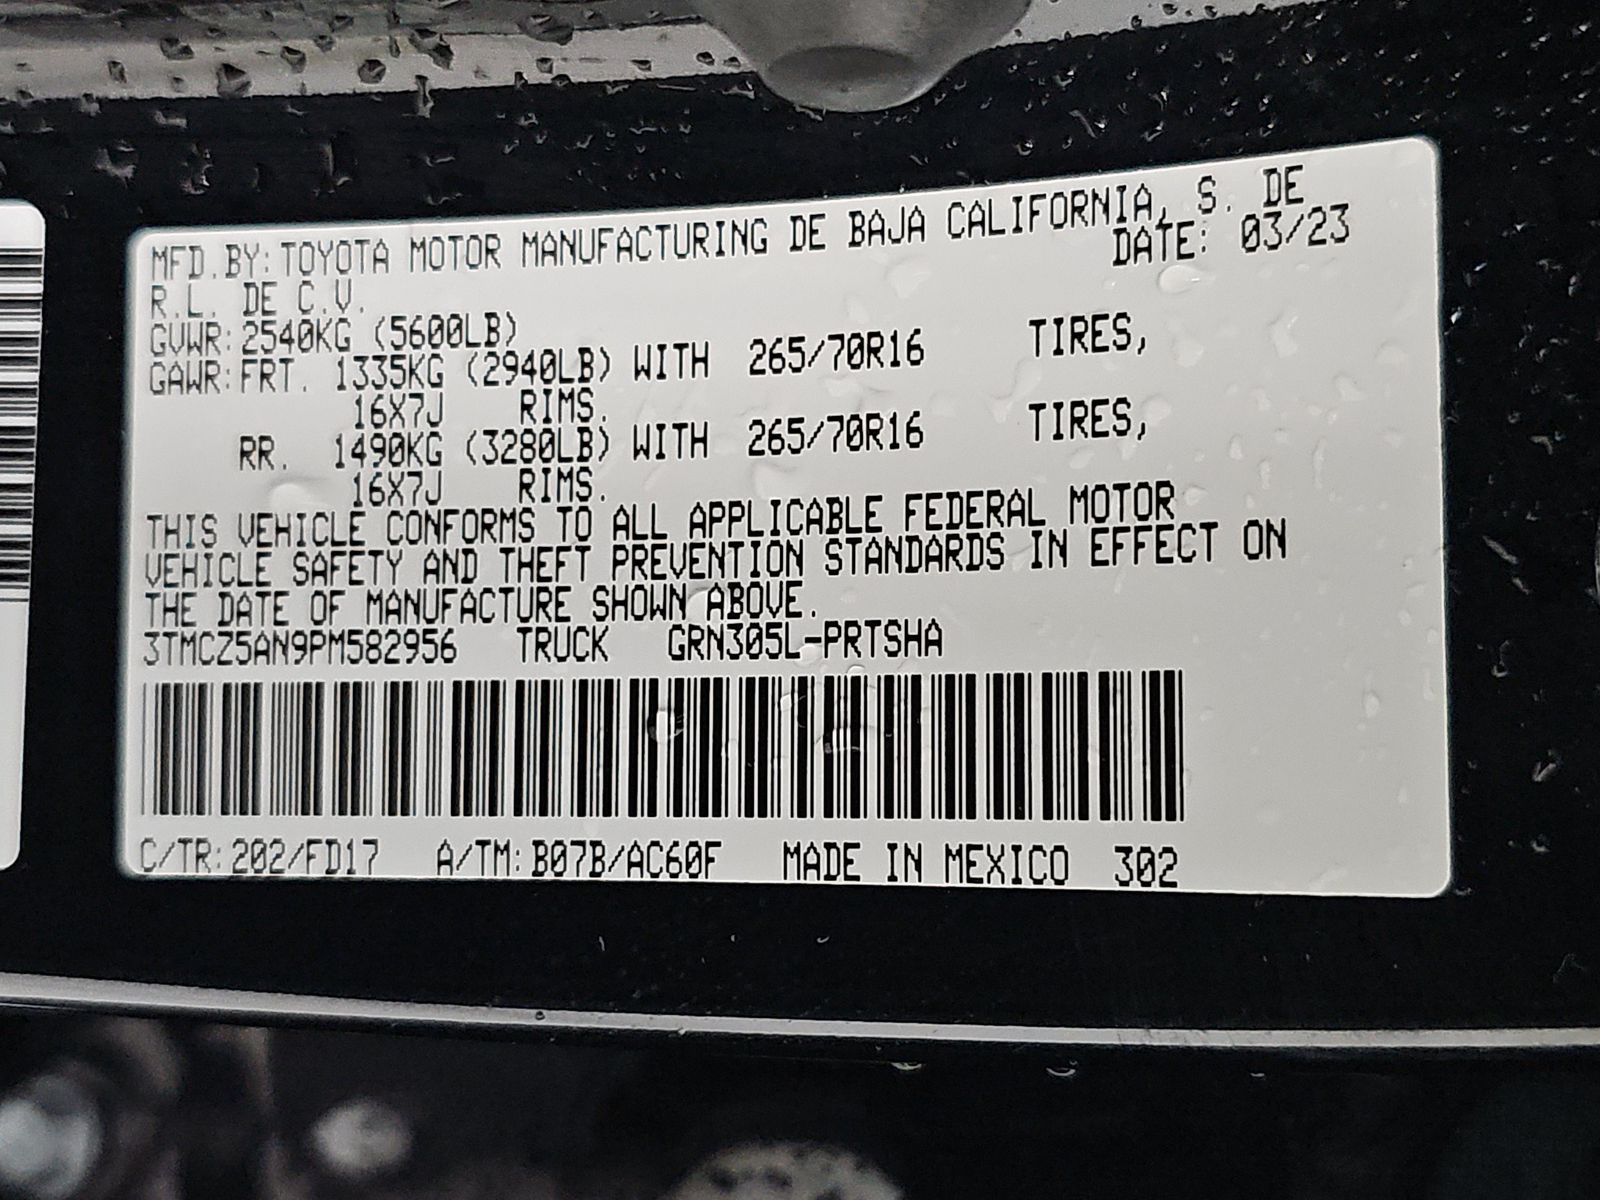 MFD.BY: TOYOTA MOTOR MANUFACTURING DE BAJA CALIFORNIA, S. DE
R.L. DE C.V. DATE: 03/23
GVWR: 2540KG (5600LB)
GAWR: FRT. 1335KG (2940LB) WITH 265/70R16 TIRES,
16X7J RIMS.
RR. 1490KG (3280LB) WITH 265/70R16 TIRES,
16X7J RIMS.
THIS VEHICLE CONFORMS TO ALL APPLICABLE FEDERAL MOTOR
VEHICLE SAFETY AND THEFT PREVENTION STANDARDS IN EFFECT ON
THE DATE OF MANUFACTURE SHOWN ABOVE.
3TMCZ5AN9PM582956 TRUCK GRN305L-PRTSHA
C/TR: 202/FD17 A/TM: B07B/AC60F MADE IN MEXICO 302